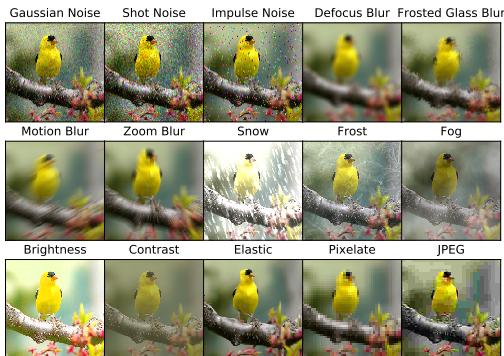 Gaussian Noise Shot Noise Impulse Noise Defocus Blur Frosted Glass Blur
Motion Blur Zoom Blur Snow Frost Fog
Brightness Contrast Elastic Pixelate JPEG